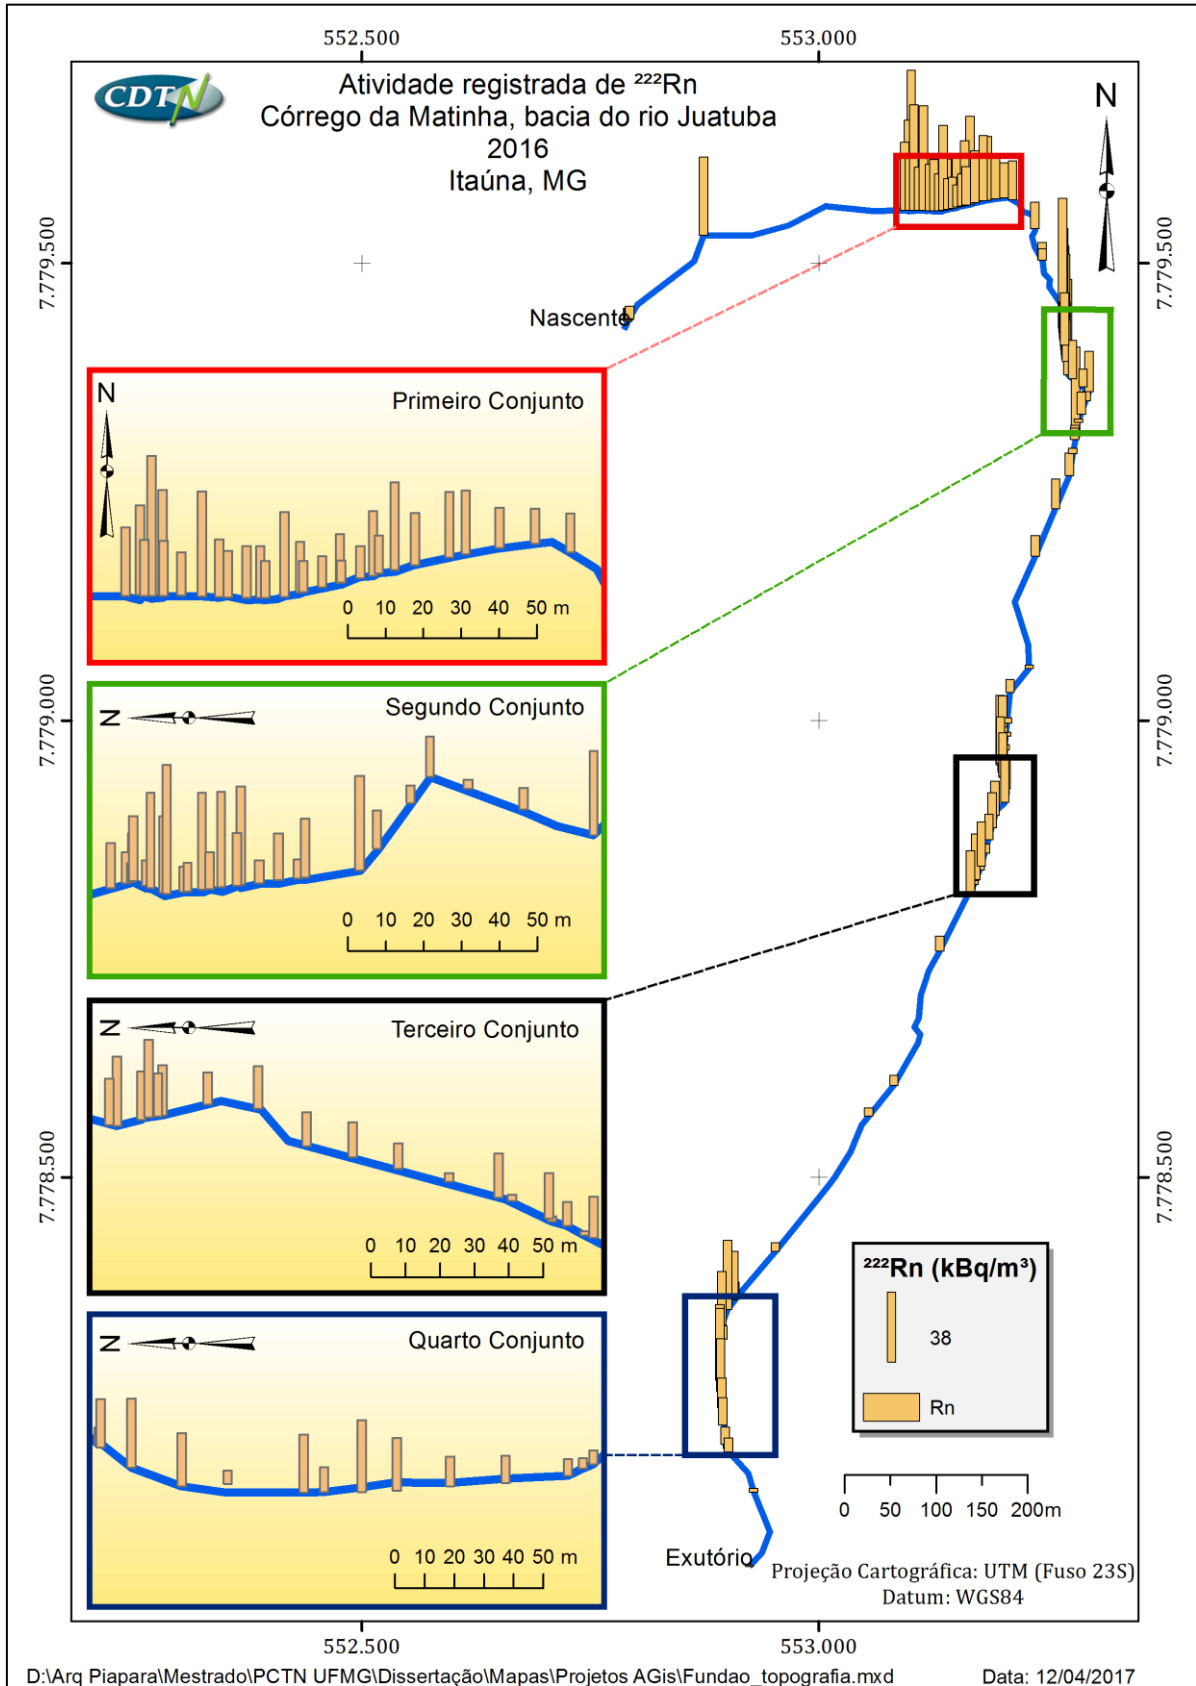 552.500
553.000
CDTN
Atividade registrada de ²²²Rn
Córrego da Matinha, bacia do rio Juatuba
2016
Itaúna, MG
N
7.779.500
7.779.500
Nascente
N
Primeiro Conjunto
0 10 20 30 40 50 m
N
Segundo Conjunto
0 10 20 30 40 50 m
7.779.000
7.779.000
N
Terceiro Conjunto
0 10 20 30 40 50 m
7.778.500
7.778.500
N
Quarto Conjunto
0 10 20 30 40 50 m
²²²Rn (kBq/m³)
38
Rn
0 50 100 150 200m
Exutório
Projeção Cartográfica: UTM (Fuso 23S)
Datum: WGS84
552.500
553.000
D:\Arq Piapara\Mestrado\PCTN UFMG\Dissertação\Mapas\Projetos AGis\Fundao_topografia.mxd
Data: 12/04/2017